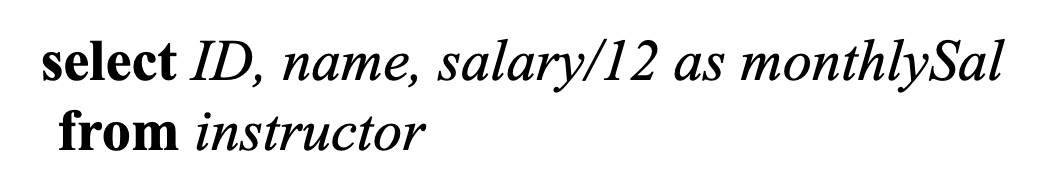 select ID, name, salary/12 as monthlySal
from instructor